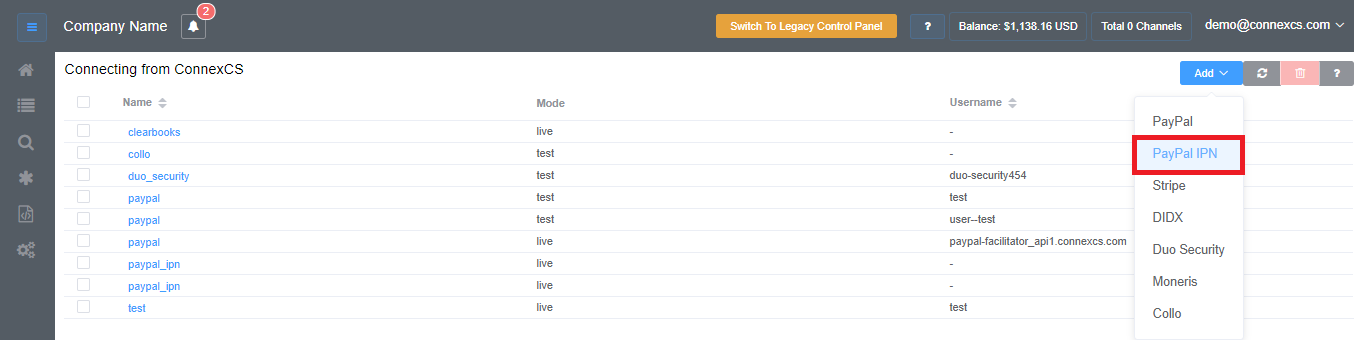 Company Name 2 Switch To Legacy Control Panel ? Balance: $1,138.16 USD Total 0 Channels demo@connexcs.com
Connecting from ConnexCS Add ?
Name Mode Username
clearbooks live -
collo test -
duo_security test duo-security454
paypal test test
paypal test user--test
paypal live paypal-facilitator_api1.connexcs.com
paypal_ipn live -
paypal_ipn live -
test live test
PayPal
PayPal IPN
Stripe
DIDX
Duo Security
Moneris
Collo